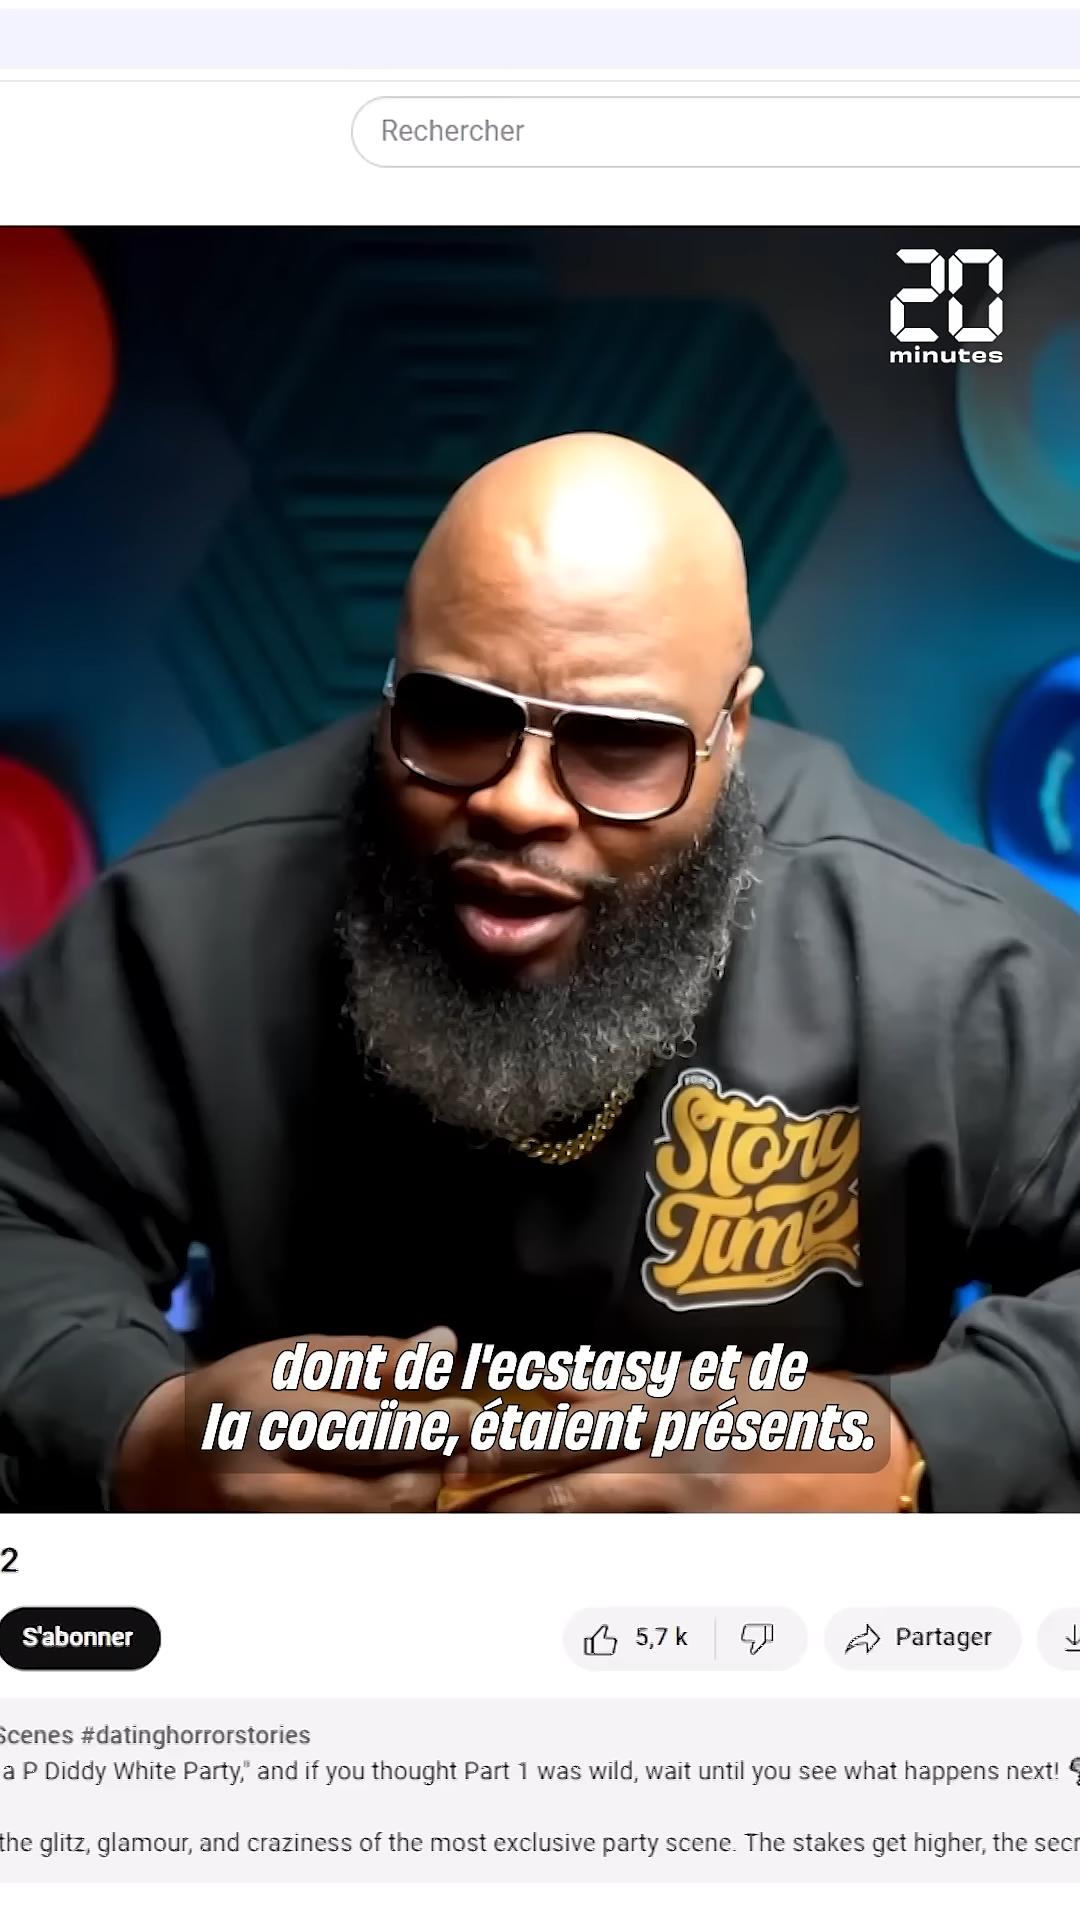 Rechercher
20
minutes
Story
Time
dont de l'ecstasy et de
la cocaïne, étaient présents.
2
S'abonner
5,7 k
Partager
Scenes #datinghorrorstories
a P Diddy White Party," and if you thought Part 1 was wild, wait until you see what happens next!
the glitz, glamour, and craziness of the most exclusive party scene. The stakes get higher, the secr